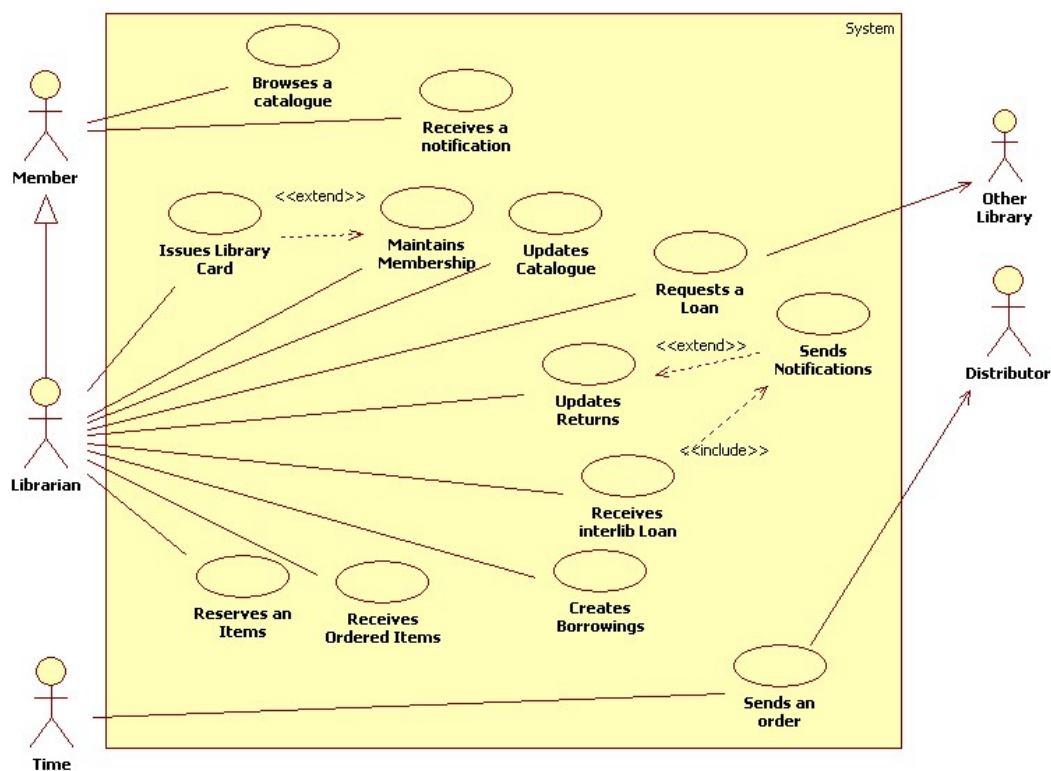 System
Browses a
catalogue
Receives a
notification
Member
Other
Library
<<extend>>
Issues Library
Card
Maintains
Membership
Updates
Catalogue
Requests a
Loan
<<extend>>
Sends
Notifications
Distributor
Updates
Returns
<<include>>
Librarian
Receives
interlib Loan
Reserves an
Items
Receives
Ordered Items
Creates
Borrowings
Sends an
order
Time